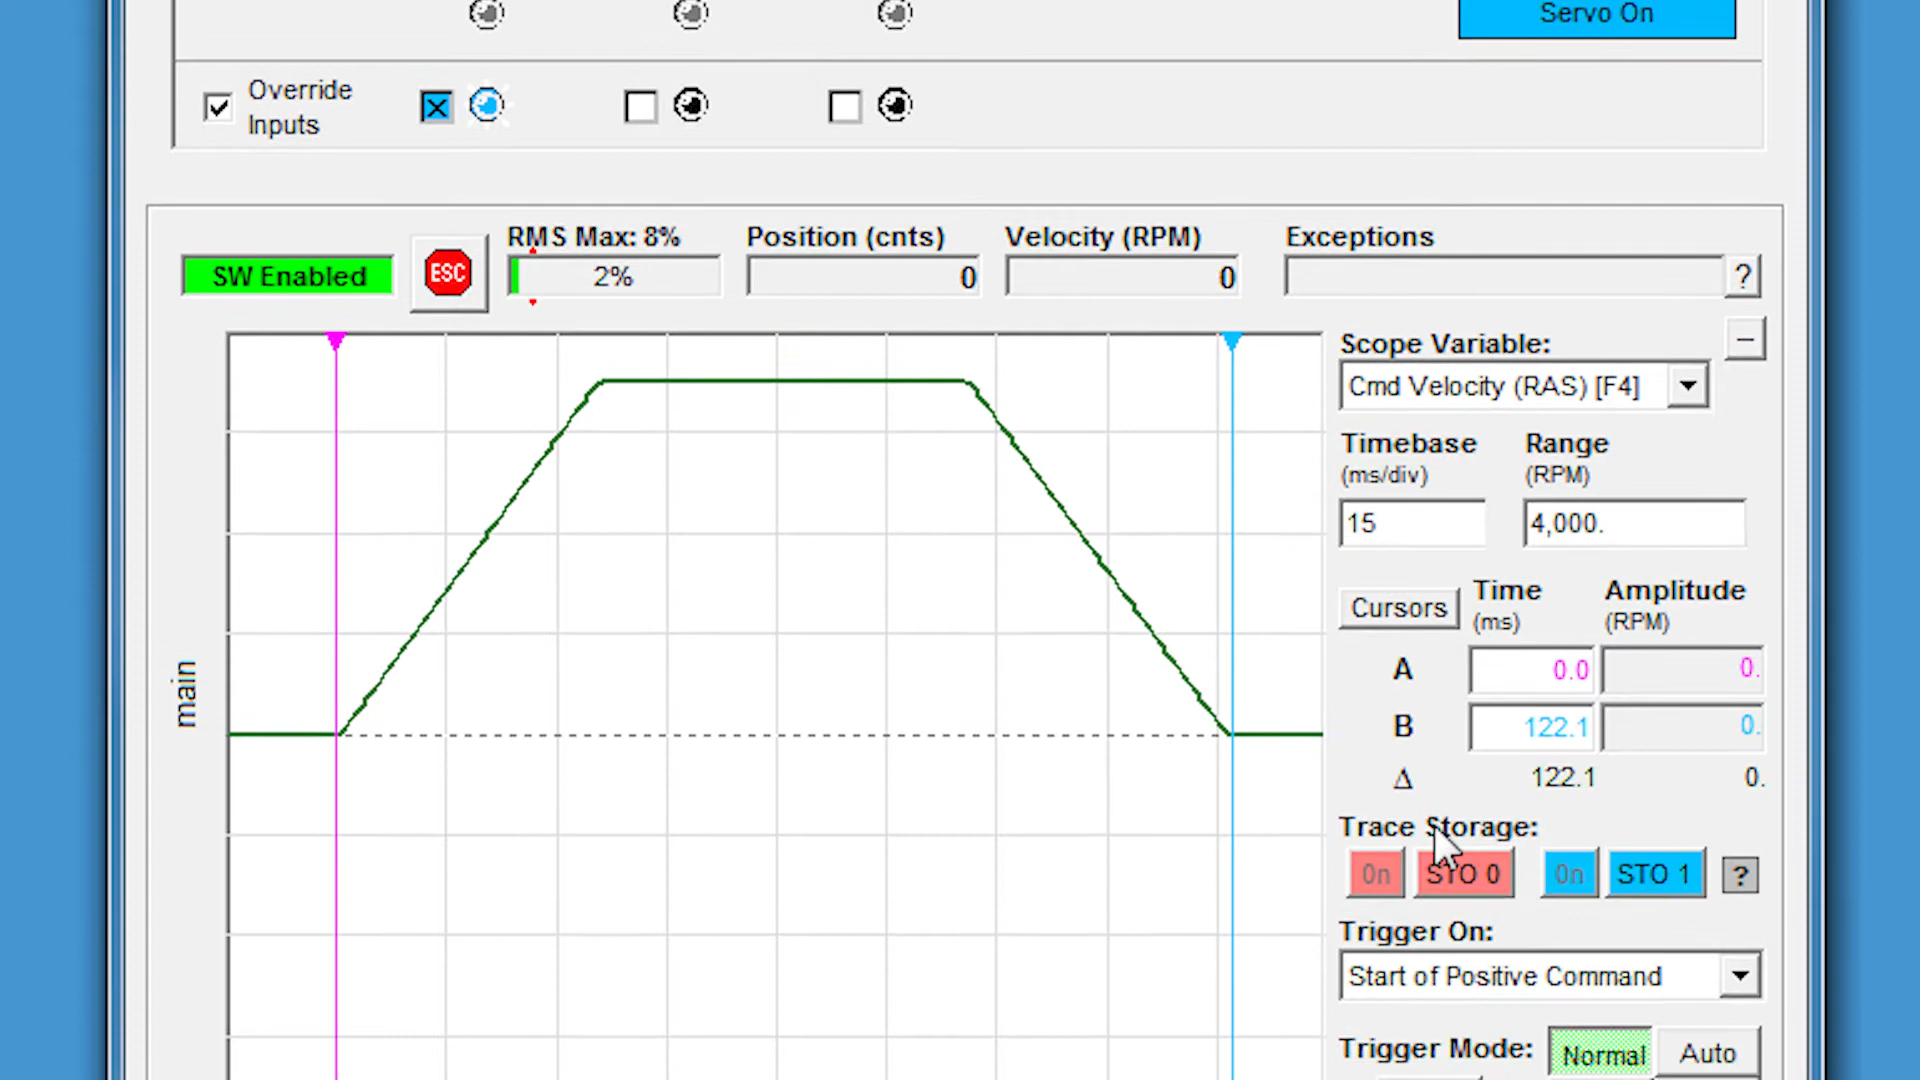 Servo On
Override
Inputs
RMS Max: 8%
Position (cnts)
Velocity (RPM)
Exceptions
SW Enabled
ESC
2%
0
0
?
Scope Variable:
–
Cmd Velocity (RAS) [F4]
Timebase
(ms/div)
Range
(RPM)
15
4,000.
Cursors
Time
(ms)
Amplitude
(RPM)
A
0.0
0.
B
122.1
0.
Δ
122.1
0.
main
Trace Storage:
On
STO 0
On
STO 1
?
Trigger On:
Start of Positive Command
Trigger Mode:
Normal
Auto